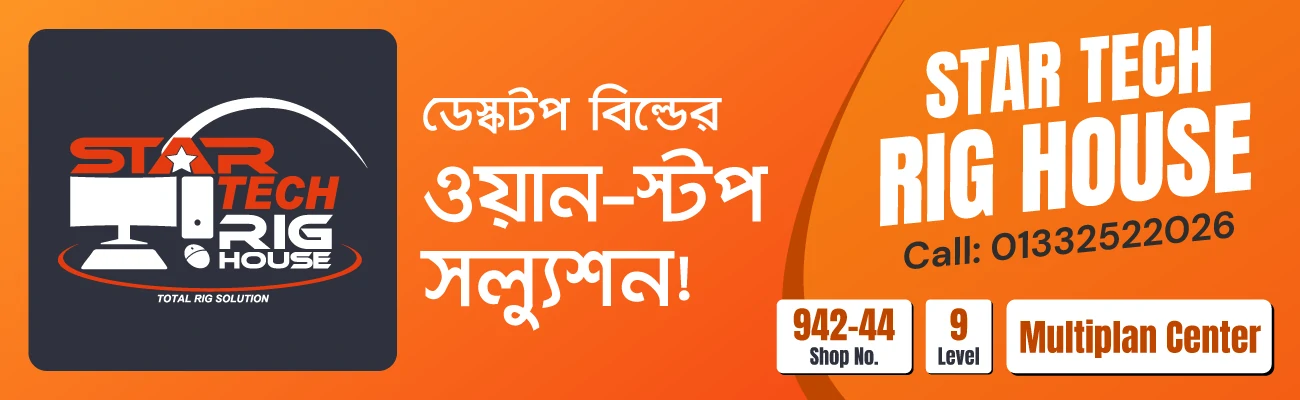 STAR
TECH
RIG
HOUSE
TOTAL RIG SOLUTION
ডেস্কটপ বিল্ডের
ওয়ান-স্টপ
সল্যুশন!
STAR TECH
RIG HOUSE
Call: 01332522026
942-44
Shop No.
9
Level
Multiplan Center